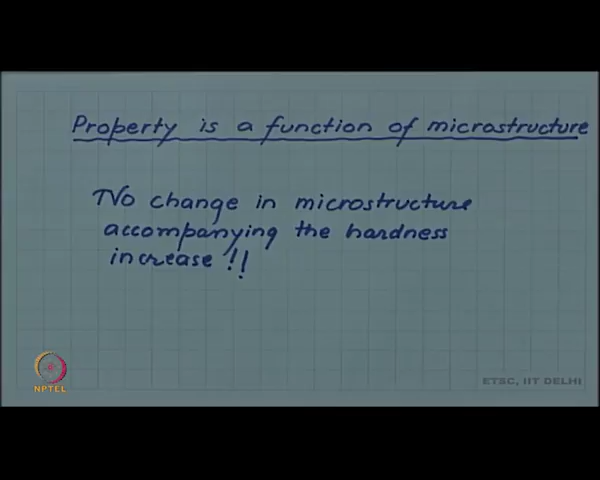 Property is a function of microstructure
No change in microstructure
accompanying the hardness
increase !!
NPTEL
ETSC, IIT DELHI